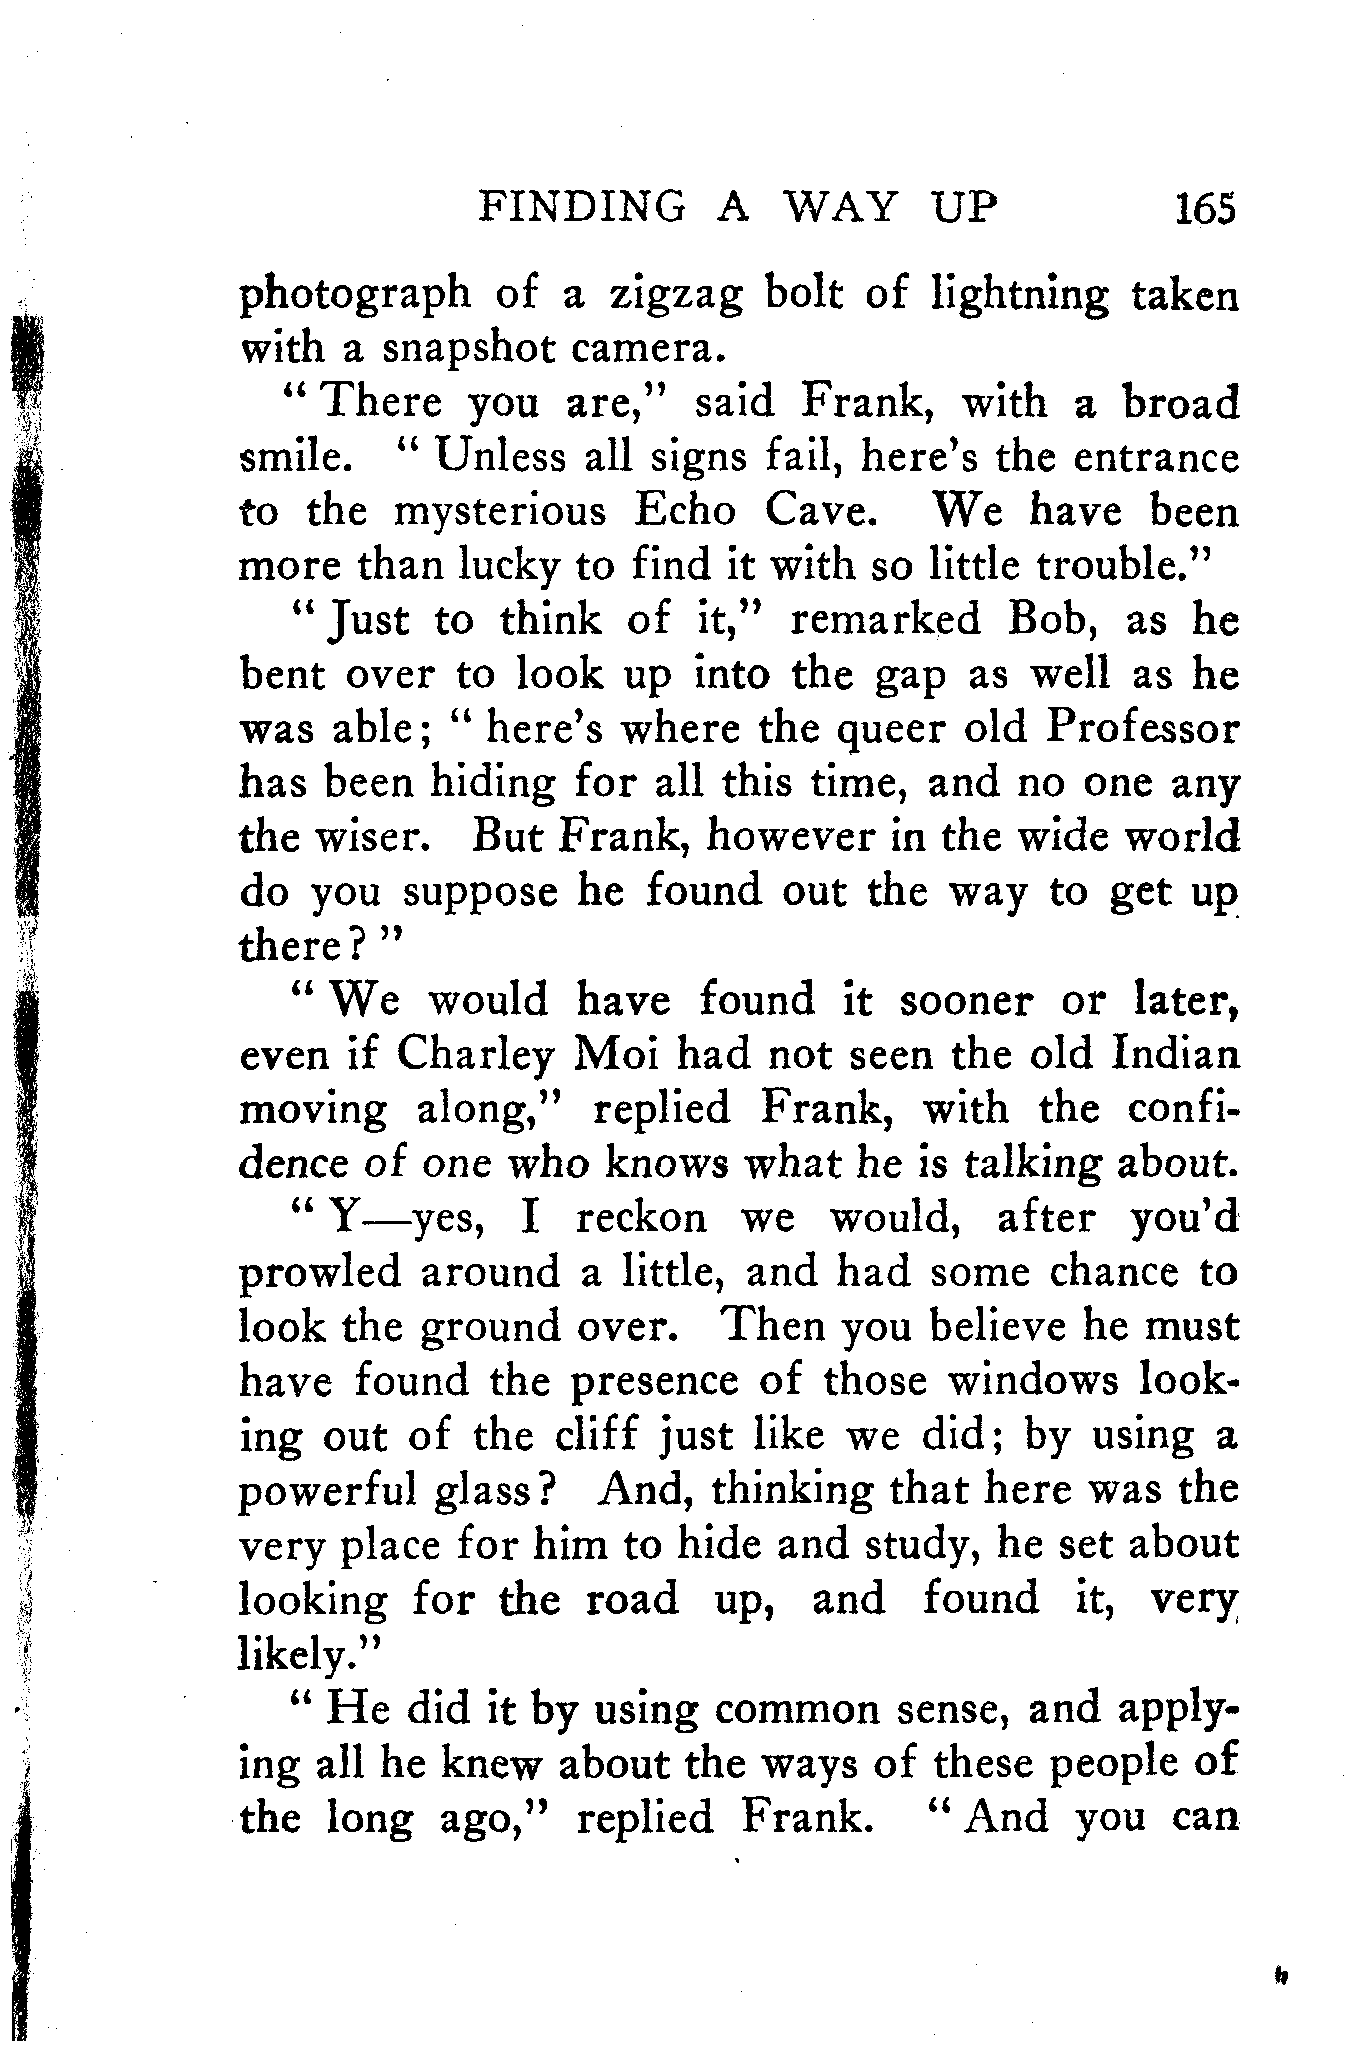 FINDING A WAY UP 165
photograph of a zigzag bolt of lightning taken
with a snapshot camera.
“ There you are,” said Frank, with a broad
smile. “ Unless all signs fail, here’s the entrance
to the mysterious Echo Cave. We have been
more than lucky to find it with so little trouble.”
“ Just to think of it,” remarked Bob, as he
bent over to look up into the gap as well as he
was able; “ here’s where the queer old Professor
has been hiding for all this time, and no one any
the wiser. But Frank, however in the wide world
do you suppose he found out the way to get up
there? ”
“ We would have found it sooner or later,
even if Charley Moi had not seen the old Indian
moving along,” replied Frank, with the confi-
dence of one who knows what he is talking about.
“ Y—yes, I reckon we would, after you’d
prowled around a little, and had some chance to
look the ground over. Then you believe he must
have found the presence of those windows look-
ing out of the cliff just like we did; by using a
powerful glass? And, thinking that here was the
very place for him to hide and study, he set about
looking for the road up, and found it, very
likely.”
“ He did it by using common sense, and apply-
ing all he knew about the ways of these people of
the long ago,” replied Frank. “ And you can